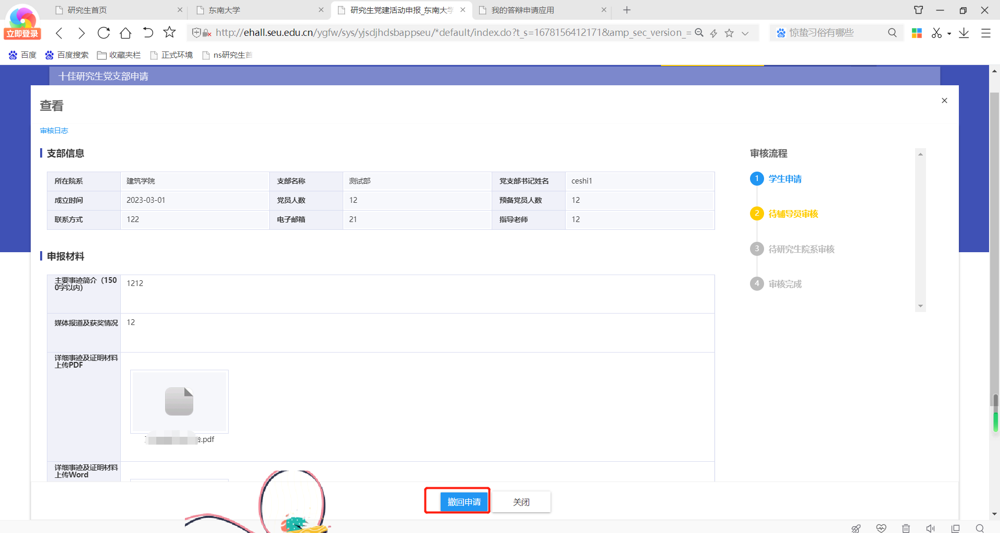 研究生首页
东南大学
研究生党建活动申报_东南大学
我的答辩申请应用
立即登录
http://ehall.seu.edu.cn/ygfw/sys/yjsdjhdsbappseu/*default/index.do?t_s=1678156412171&amp_sec_version_=
惊蛰习俗有哪些
百度
百度搜索
收藏夹栏
正式环境
ns研究生首
十佳研究生党支部申请
查看
审核日志
支部信息
所在院系 建筑学院 支部名称 测试部 党支部书记姓名 ceshi1
成立时间 2023-03-01 党员人数 12 预备党员人数 12
联系方式 122 电子邮箱 21 指导老师 12
申报材料
主要事迹简介（150
0字以内）
1212
媒体报道及获奖情况 12
详细事迹及证明材料
上传PDF
.pdf
详细事迹及证明材料
上传Word
审核流程
1 学生申请
2 待辅导员审核
3 待研究生院系审核
4 审核完成
撤回申请
关闭